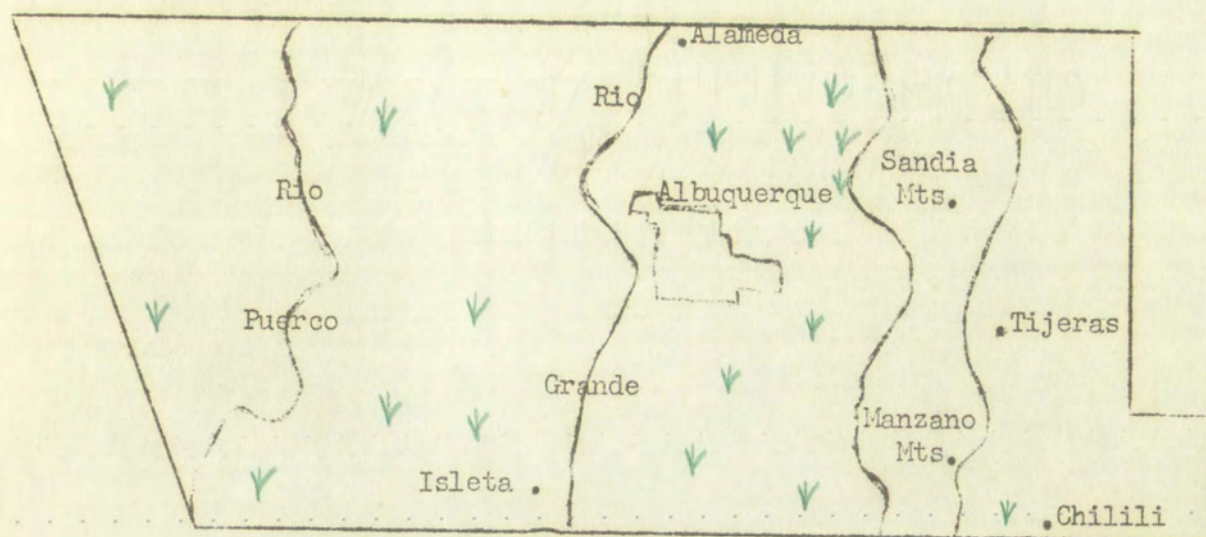 Alameda
Rio
Sandia
Mts.
Rio
Albuquerque
Puerco
Tijeras
Grande
Manzano
Mts.
Isleta
Chilili